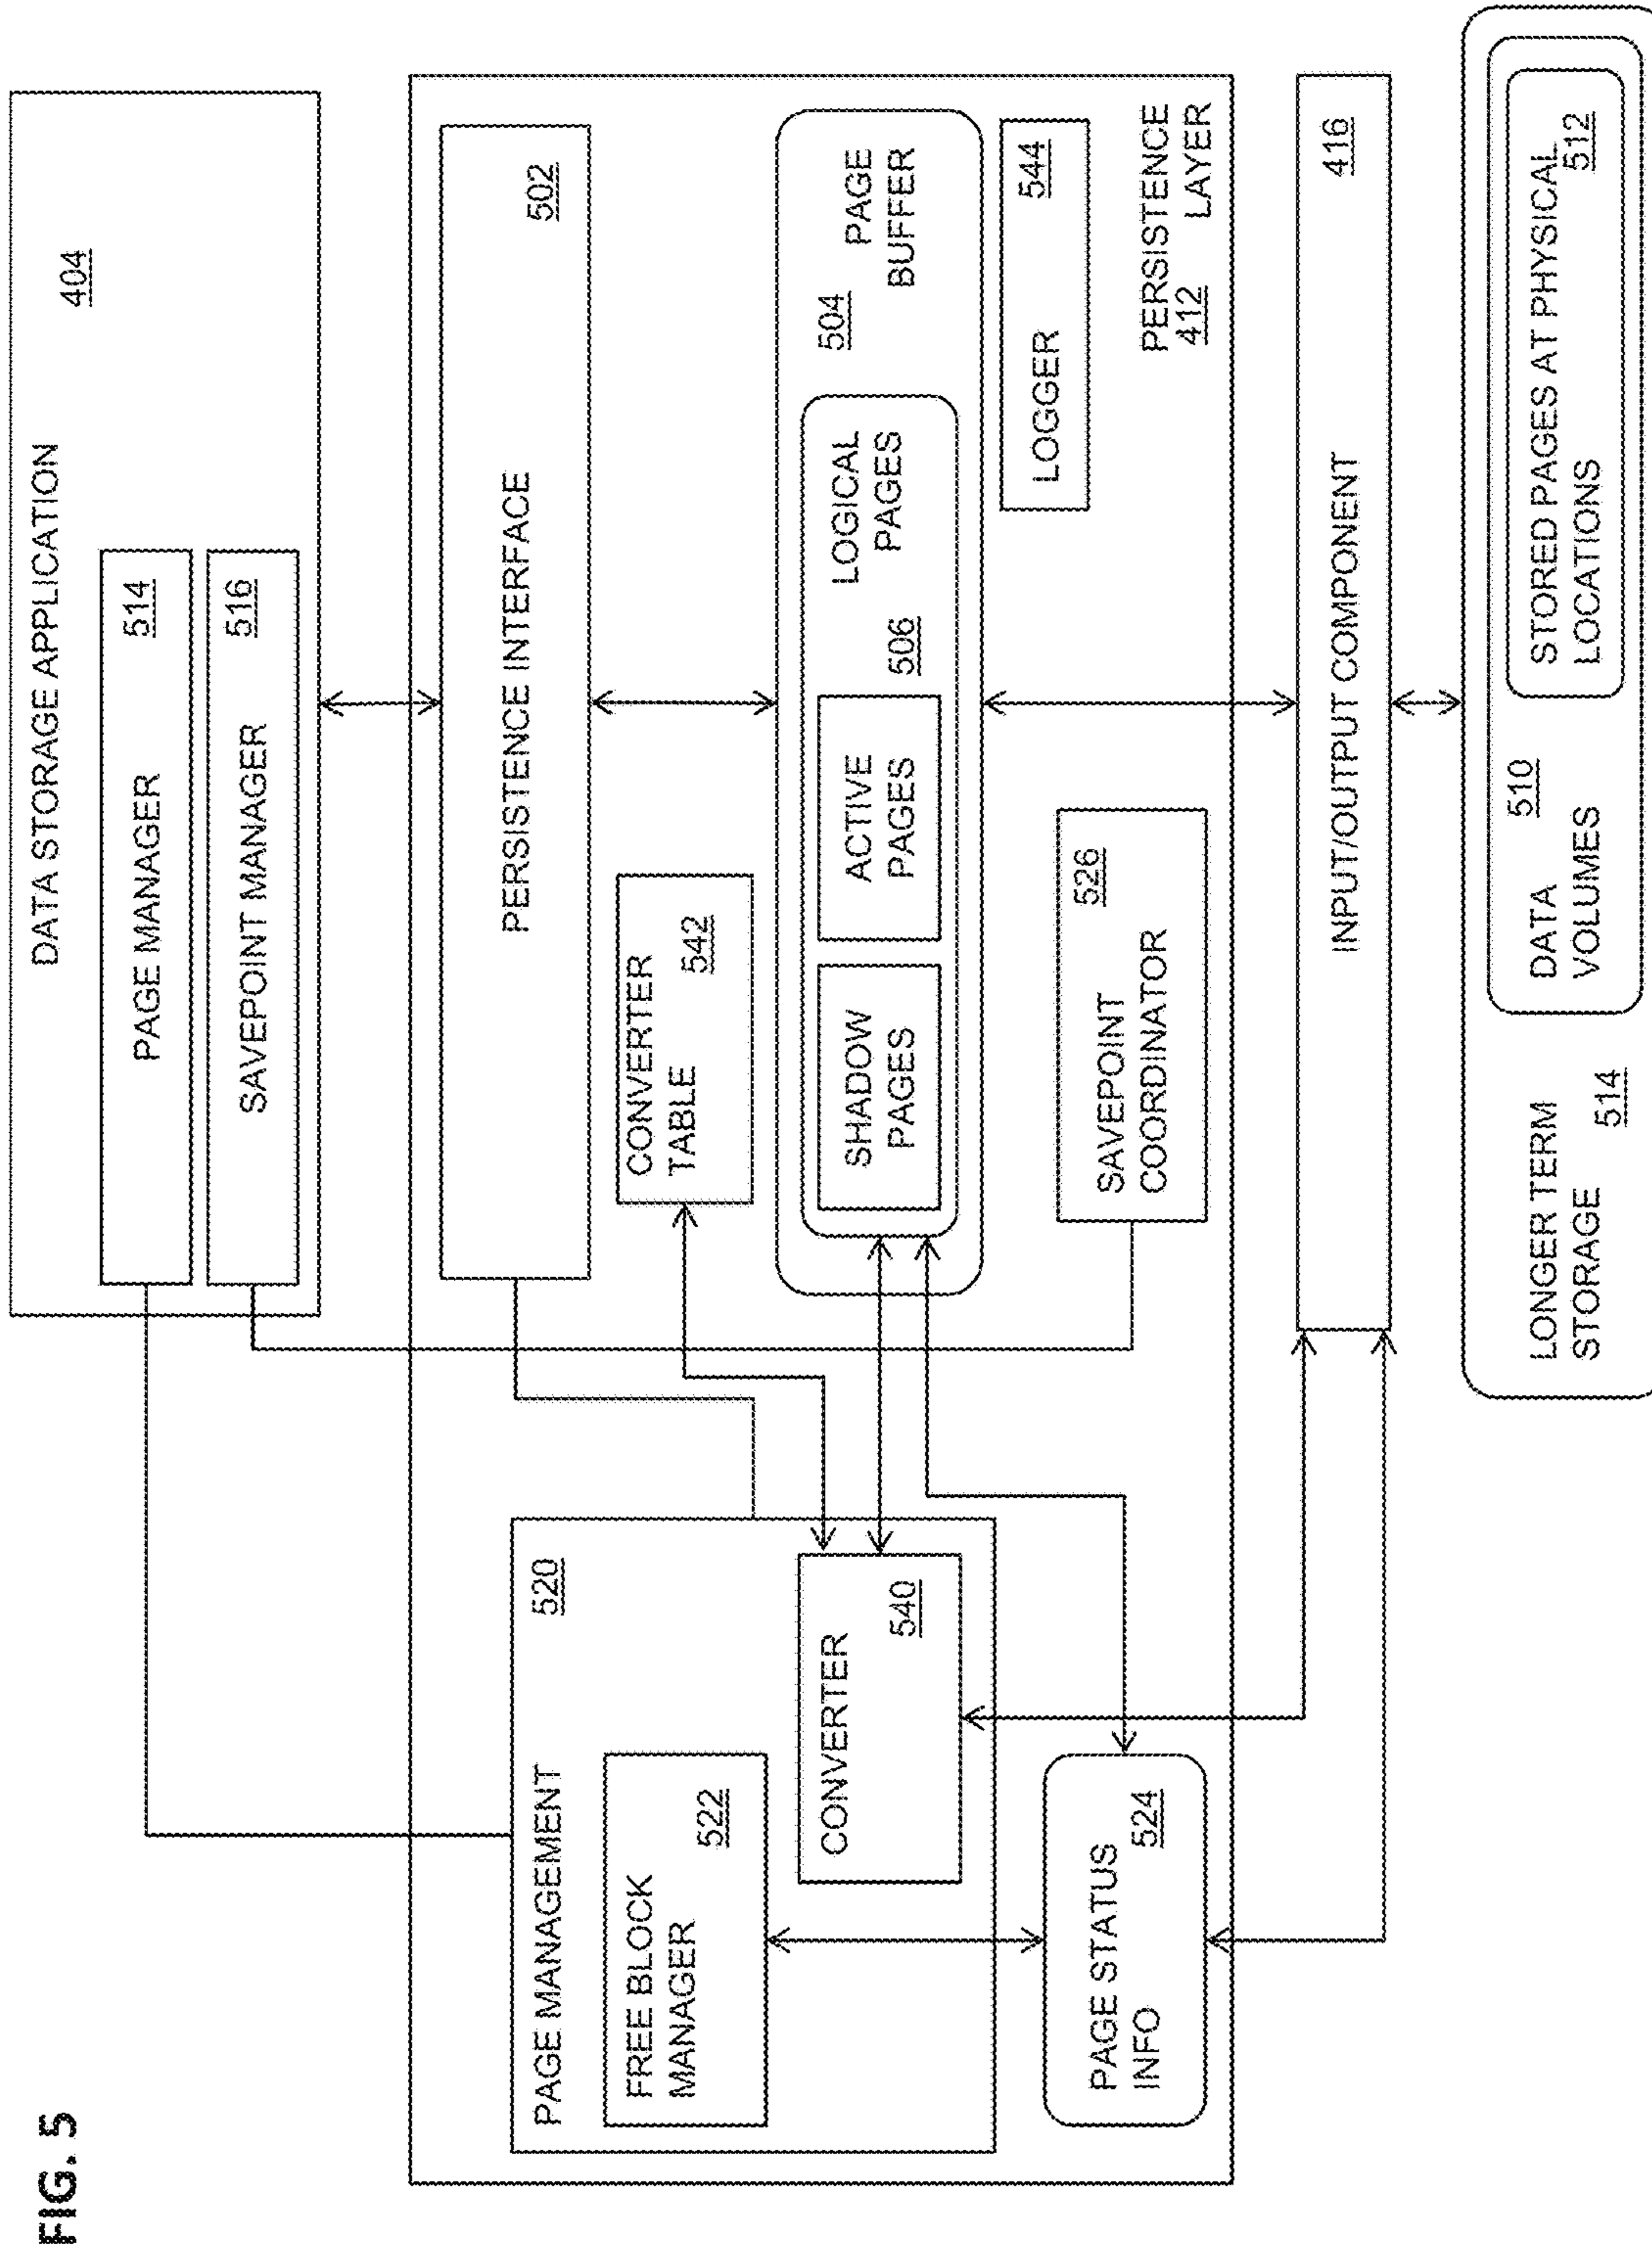 FIG. 5
DATA STORAGE APPLICATION
404
PAGE MANAGER
514
SAVEPOINT MANAGER
516
PERSISTENCE INTERFACE
502
PAGE MANAGEMENT
520
FREE BLOCK
MANAGER
522
CONVERTER
540
CONVERTER
TABLE
542
SHADOW
PAGES
ACTIVE
PAGES
LOGICAL
PAGES
506
504
PAGE
BUFFER
LOGGER
544
PAGE STATUS
INFO
524
SAVEPOINT
COORDINATOR
526
PERSISTENCE
LAYER
412
INPUT/OUTPUT COMPONENT
416
LONGER TERM
STORAGE
514
DATA
VOLUMES
510
STORED PAGES AT PHYSICAL
LOCATIONS
512